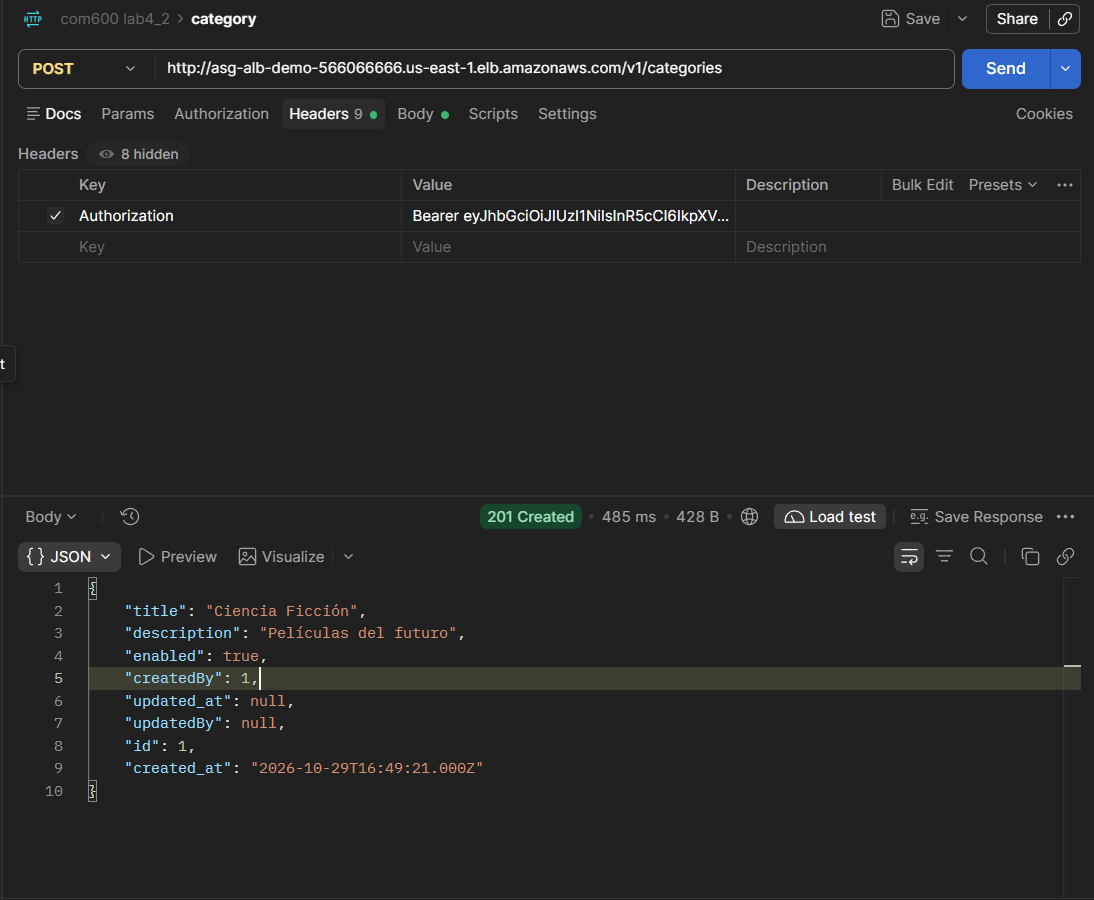 HTTP com600 lab4_2 > category Save Share
POST http://asg-alb-demo-566066666.us-east-1.elb.amazonaws.com/v1/categories Send
Docs Params Authorization Headers 9 Body Scripts Settings Cookies
Headers 8 hidden
Key Value Description Bulk Edit Presets
Authorization Bearer eyJhbGciOiJIUzI1NiIsInR5cCI6IkpXV...
Key Value Description
t
Body 201 Created 485 ms 428 B Load test e.g. Save Response
{} JSON Preview Visualize
1 {
2 "title": "Ciencia Ficción",
3 "description": "Películas del futuro",
4 "enabled": true,
5 "createdBy": 1,
6 "updated_at": null,
7 "updatedBy": null,
8 "id": 1,
9 "created_at": "2026-10-29T16:49:21.000Z"
10 }